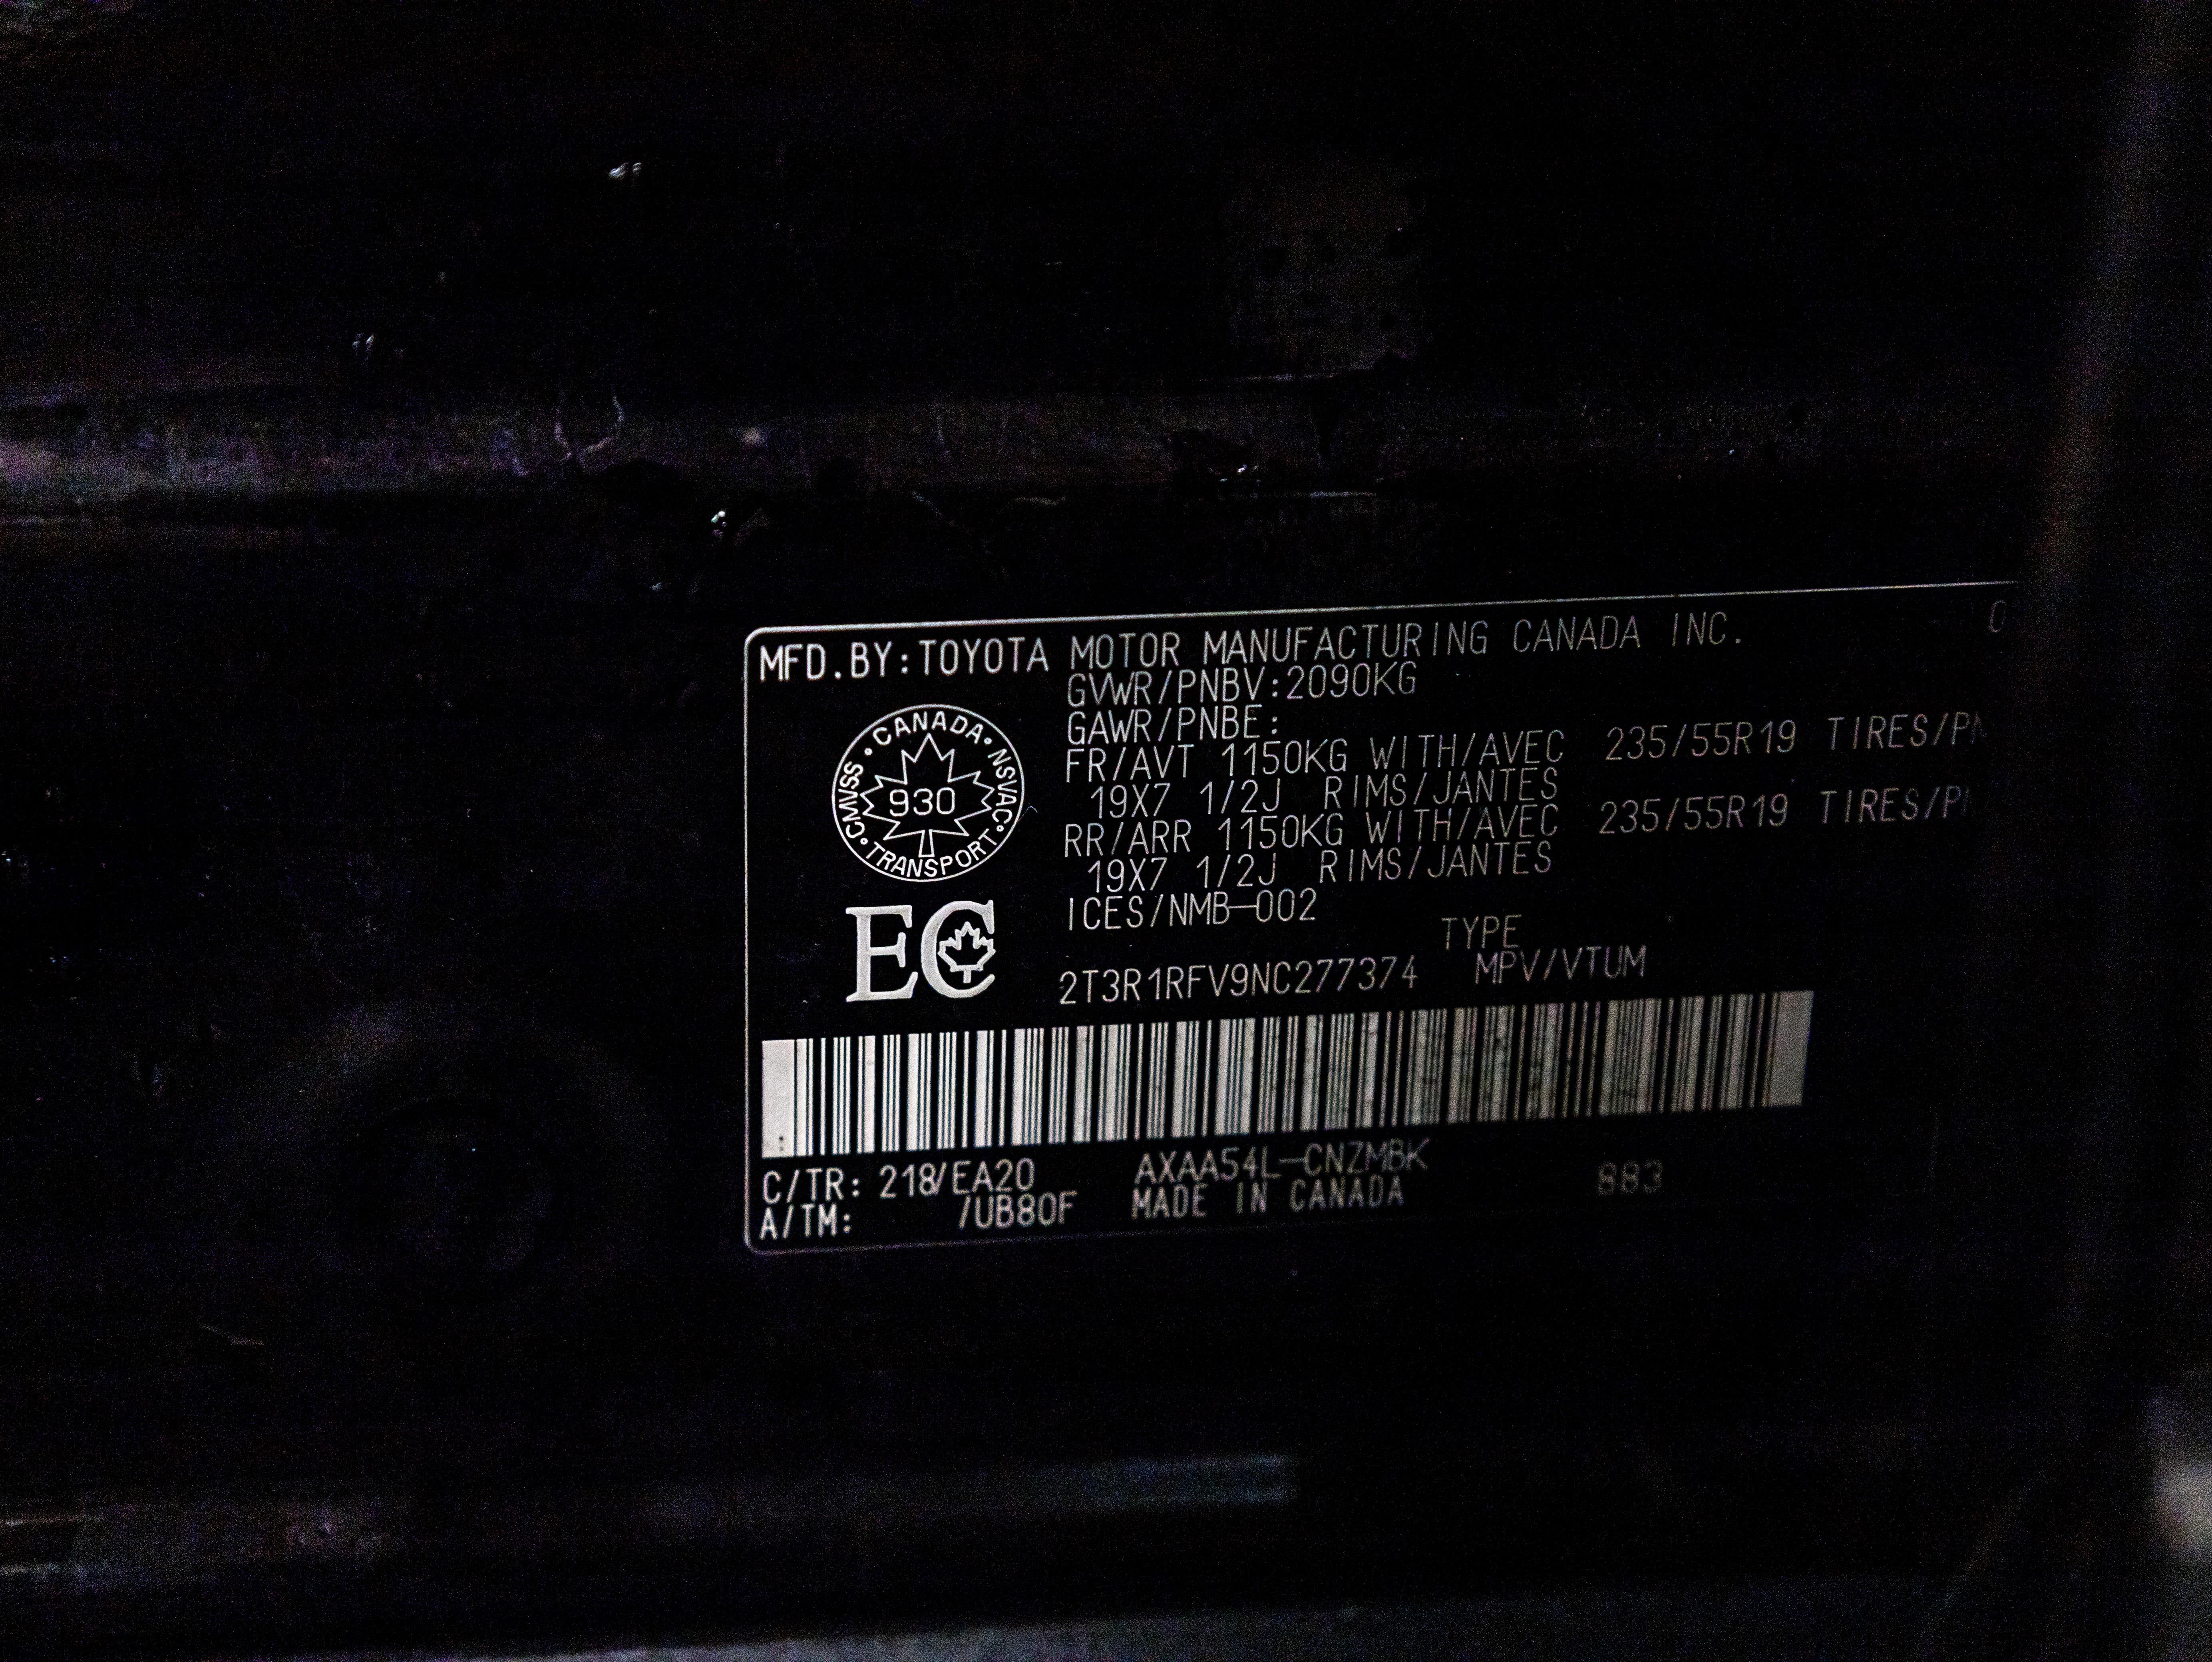 MFD.BY:TOYOTA MOTOR MANUFACTURING CANADA INC.
GVWR/PNBV:2090KG
GAWR/PNBE:
FR/AVT 1150KG WITH/AVEC 235/55R19 TIRES/
19X7 1/2J RIMS/JANTES
RR/ARR 1150KG WITH/AVEC 235/55R19 TIRES/
19X7 1/2J RIMS/JANTES
ICES/NMB-002
CANADA • NSVAC • TRANSPORT • CMVSS •
930
EC
TYPE
2T3R1RFV9NC277374 MPV/VTUM
C/TR: 218/EA20 AXAA54L-CNZMBK 883
A/TM: /UB80F MADE IN CANADA